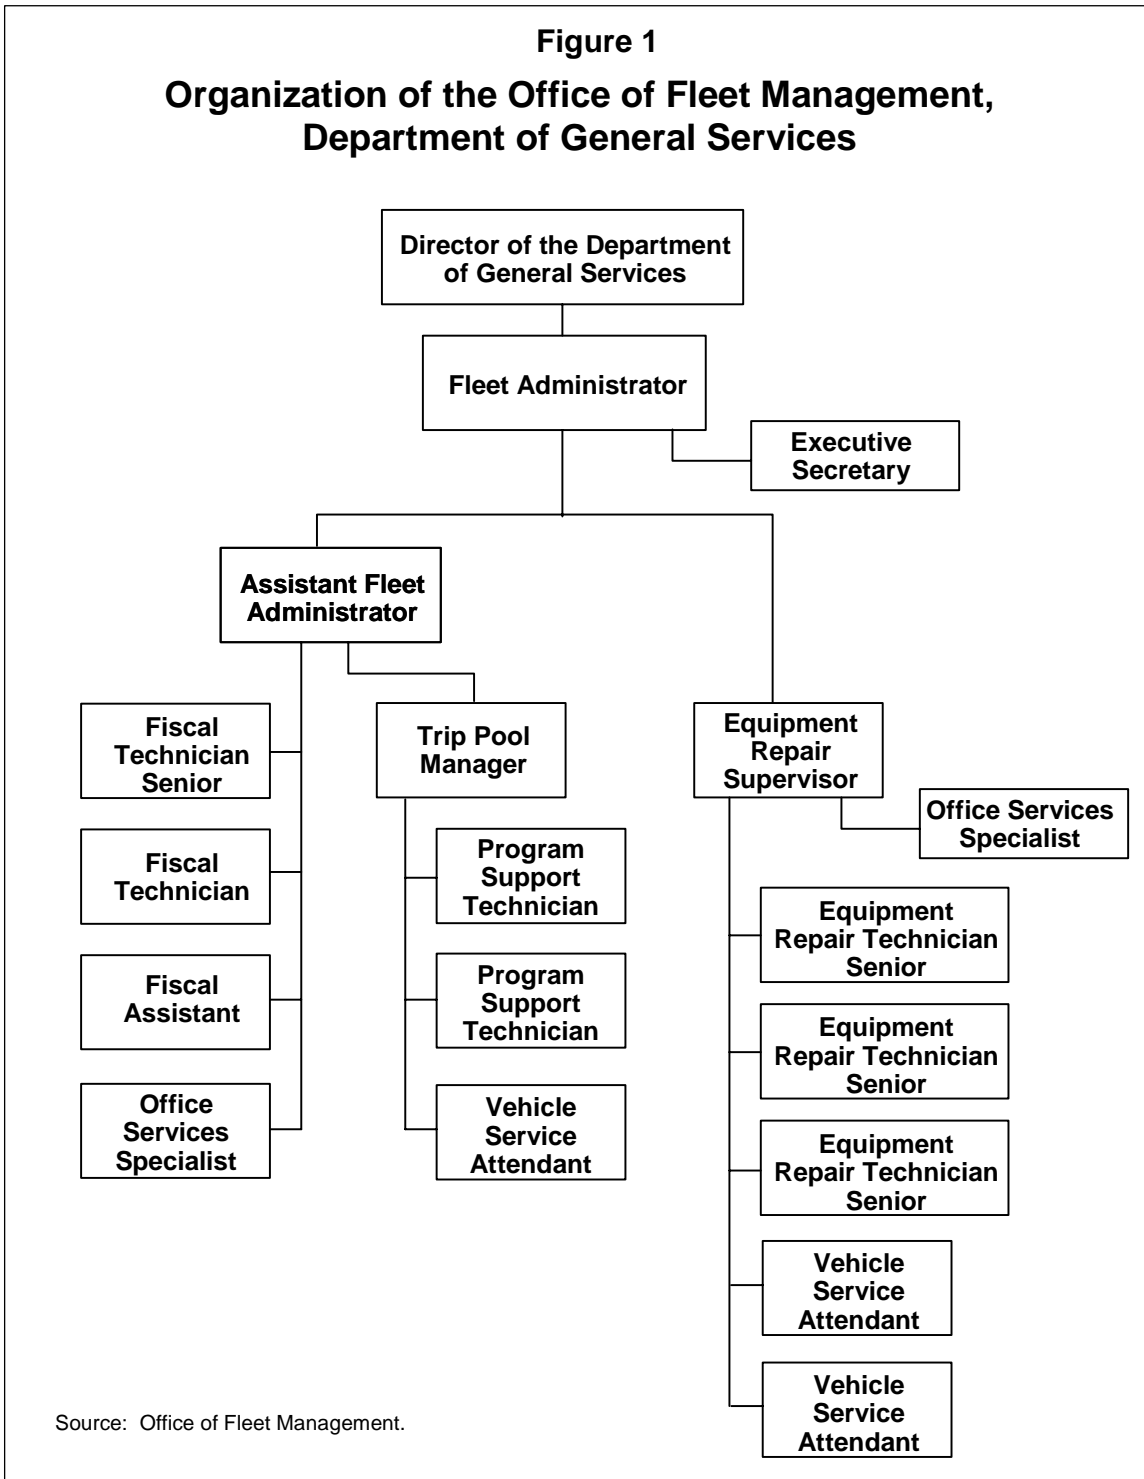 Figure 1
Organization of the Office of Fleet Management,
Department of General Services
Director of the Department
of General Services
Fleet Administrator
Executive
Secretary
Assistant Fleet
Administrator
Fiscal
Technician
Senior
Fiscal
Technician
Fiscal
Assistant
Office
Services
Specialist
Trip Pool
Manager
Program
Support
Technician
Program
Support
Technician
Vehicle
Service
Attendant
Equipment
Repair
Supervisor
Office Services
Specialist
Equipment
Repair Technician
Senior
Equipment
Repair Technician
Senior
Equipment
Repair Technician
Senior
Vehicle
Service
Attendant
Vehicle
Service
Attendant
Source:  Office of Fleet Management.